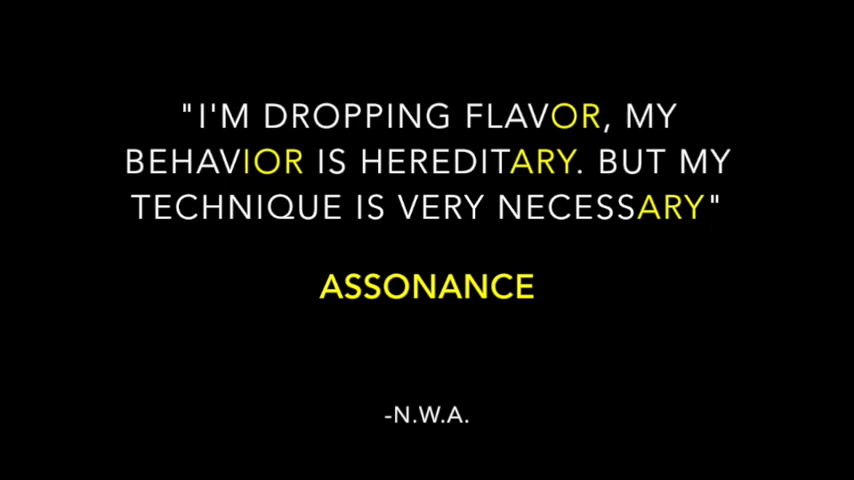 "I'M DROPPING FLAVOR, MY
BEHAVIOR IS HEREDITARY. BUT MY
TECHNIQUE IS VERY NECESSARY"
ASSONANCE
-N.W.A.